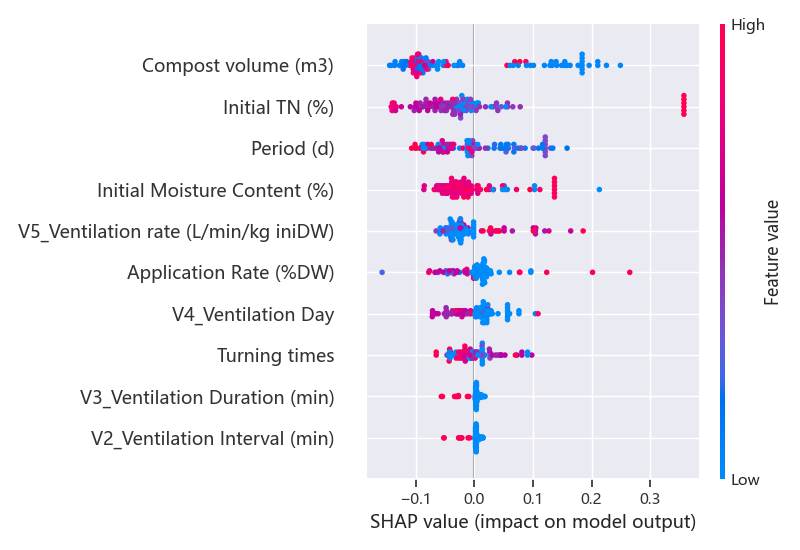 High
Compost volume (m3)
Initial TN (%)
Period (d)
Initial Moisture Content (%)
V5_Ventilation rate (L/min/kg iniDW)
Application Rate (%DW)
V4_Ventilation Day
Turning times
V3_Ventilation Duration (min)
V2_Ventilation Interval (min)
Feature value
Low
−0.1 0.0 0.1 0.2 0.3
SHAP value (impact on model output)